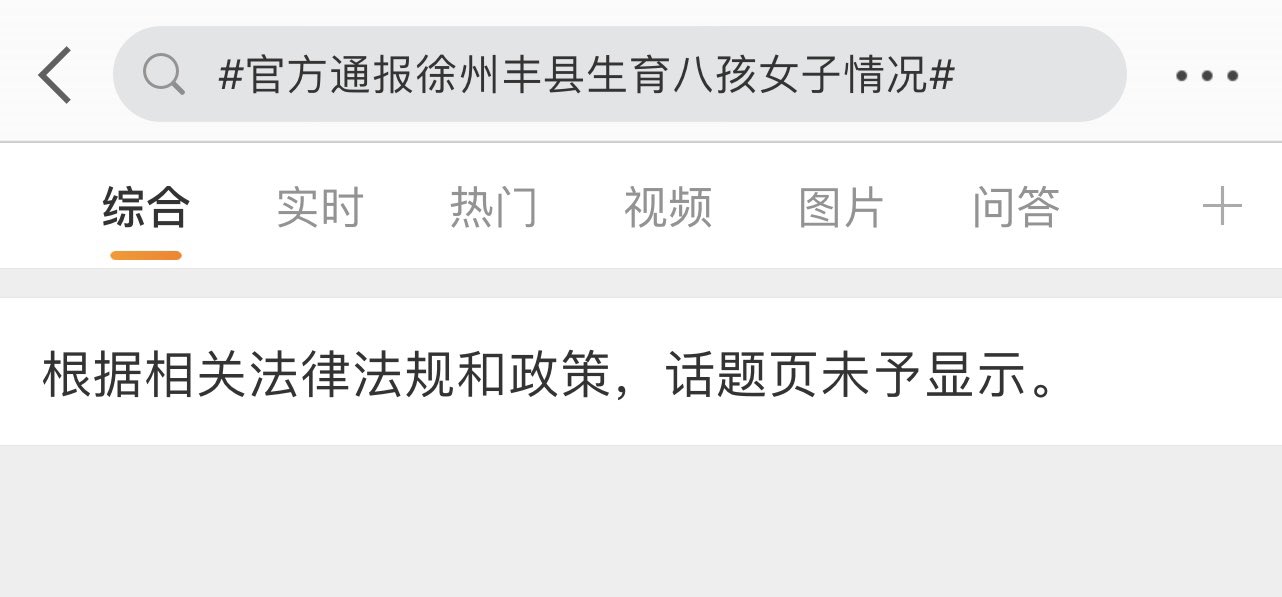 #官方通报徐州丰县生育八孩女子情况#
综合 实时 热门 视频 图片 问答
根据相关法律法规和政策，话题页未予显示。